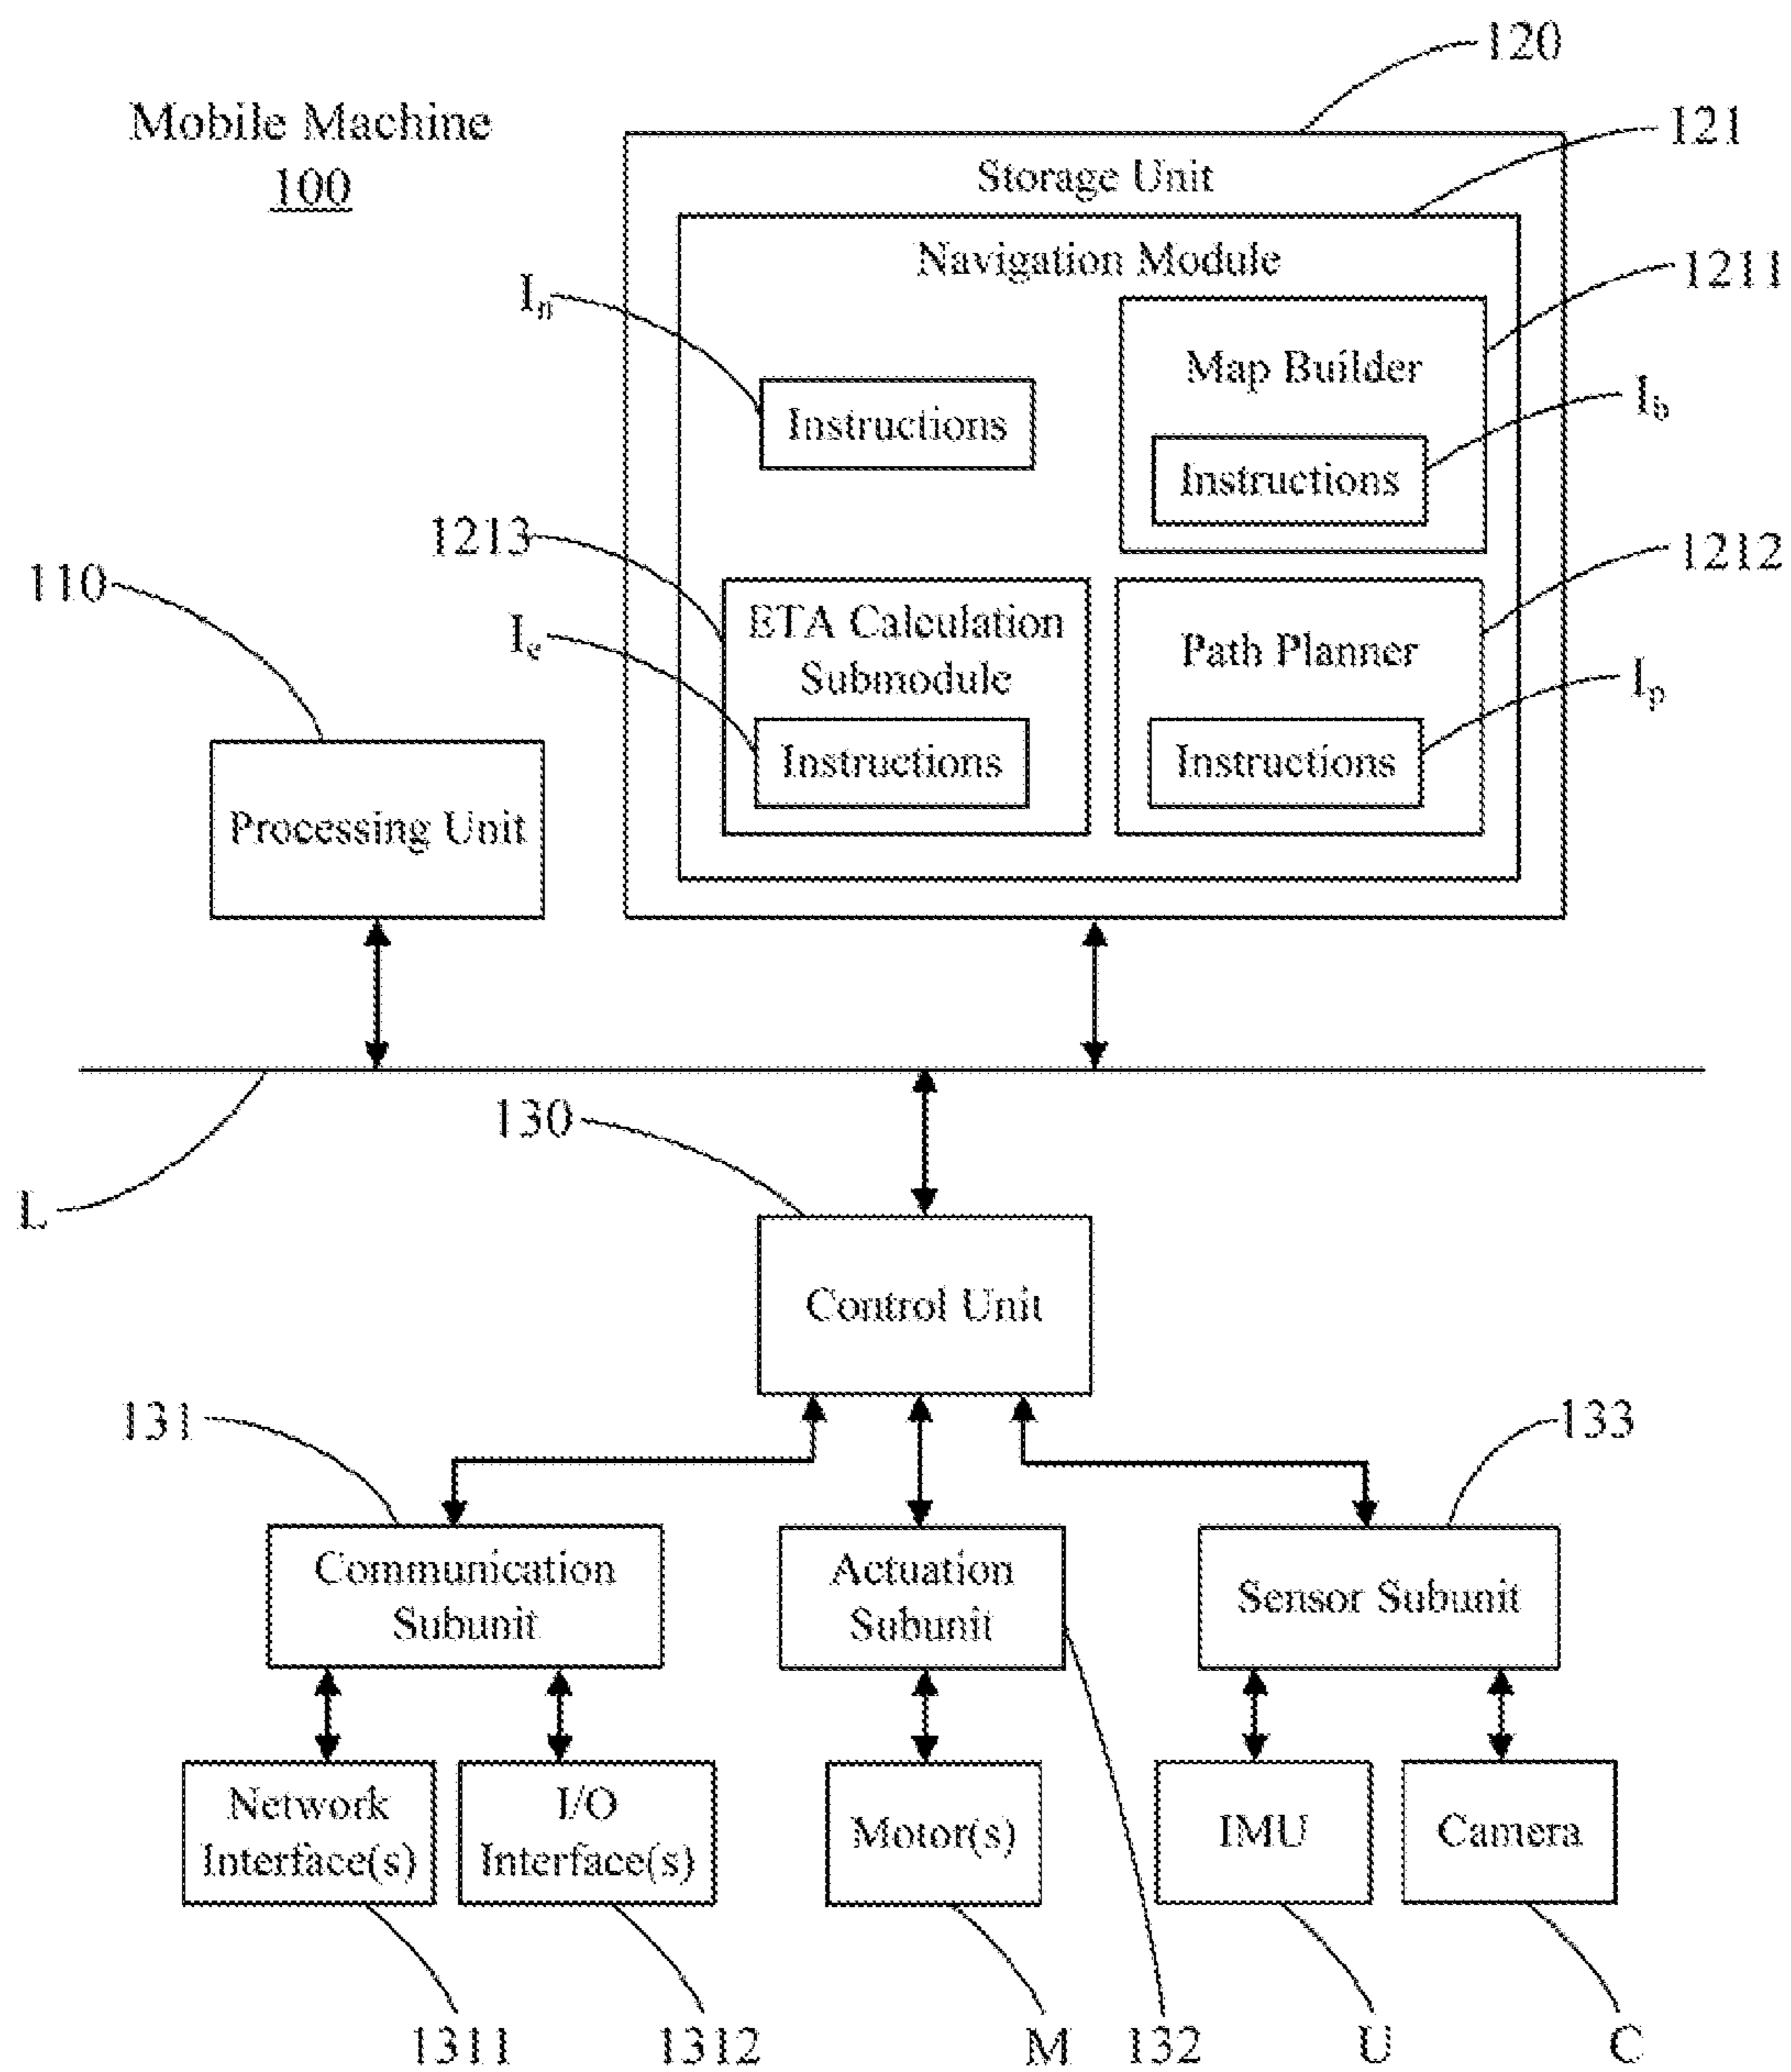 120
Mobile Machine
100
121
Storage Unit
Navigation Module
1211
In
Map Builder
Ib
Instructions
Instructions
1213
1212
110
ETA Calculation
Submodule
Ie
Path Planner
Ip
Instructions
Instructions
Processing Unit
130
L
Control Unit
131
133
Communication
Subunit
Actuation
Subunit
Sensor Subunit
Network
Interface(s)
I/O
Interface(s)
Motor(s)
IMU
Camera
1311
1312
M
132
U
C